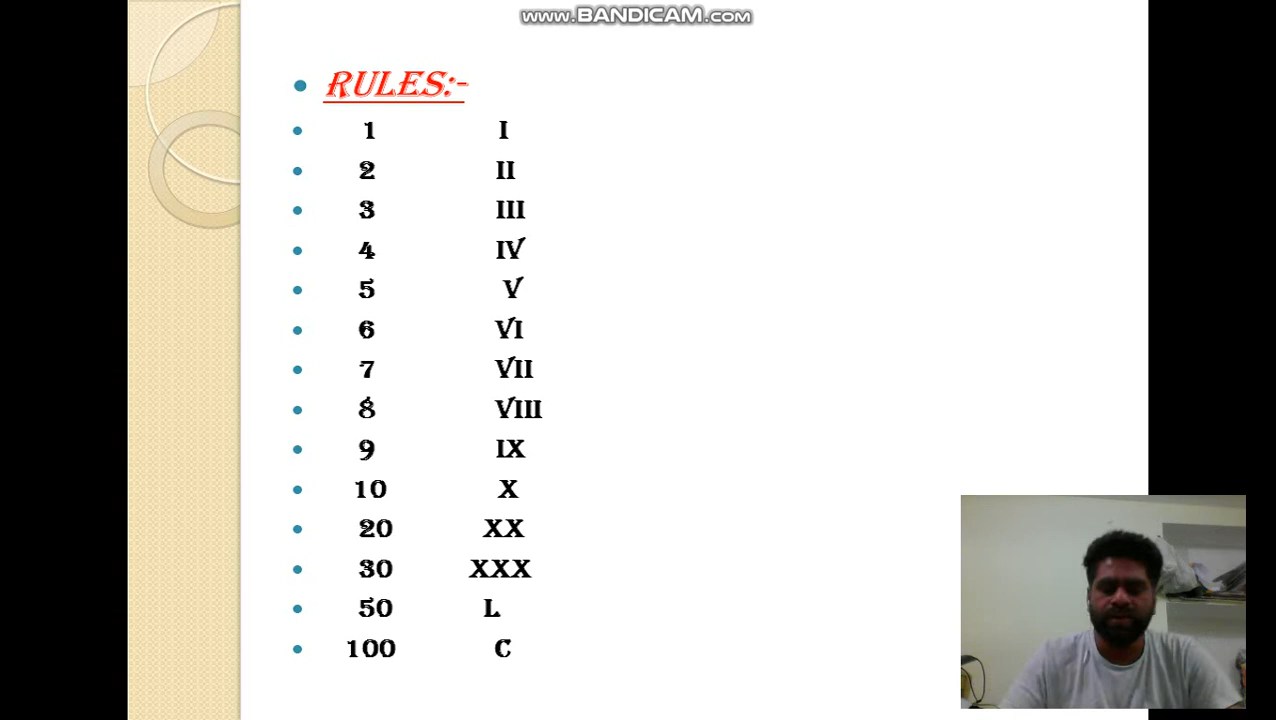 www.BANDICAM.com
RULES:-
1 I
2 II
3 III
4 IV
5 V
6 VI
7 VII
8 VIII
9 IX
10 X
20 XX
30 XXX
50 L
100 C